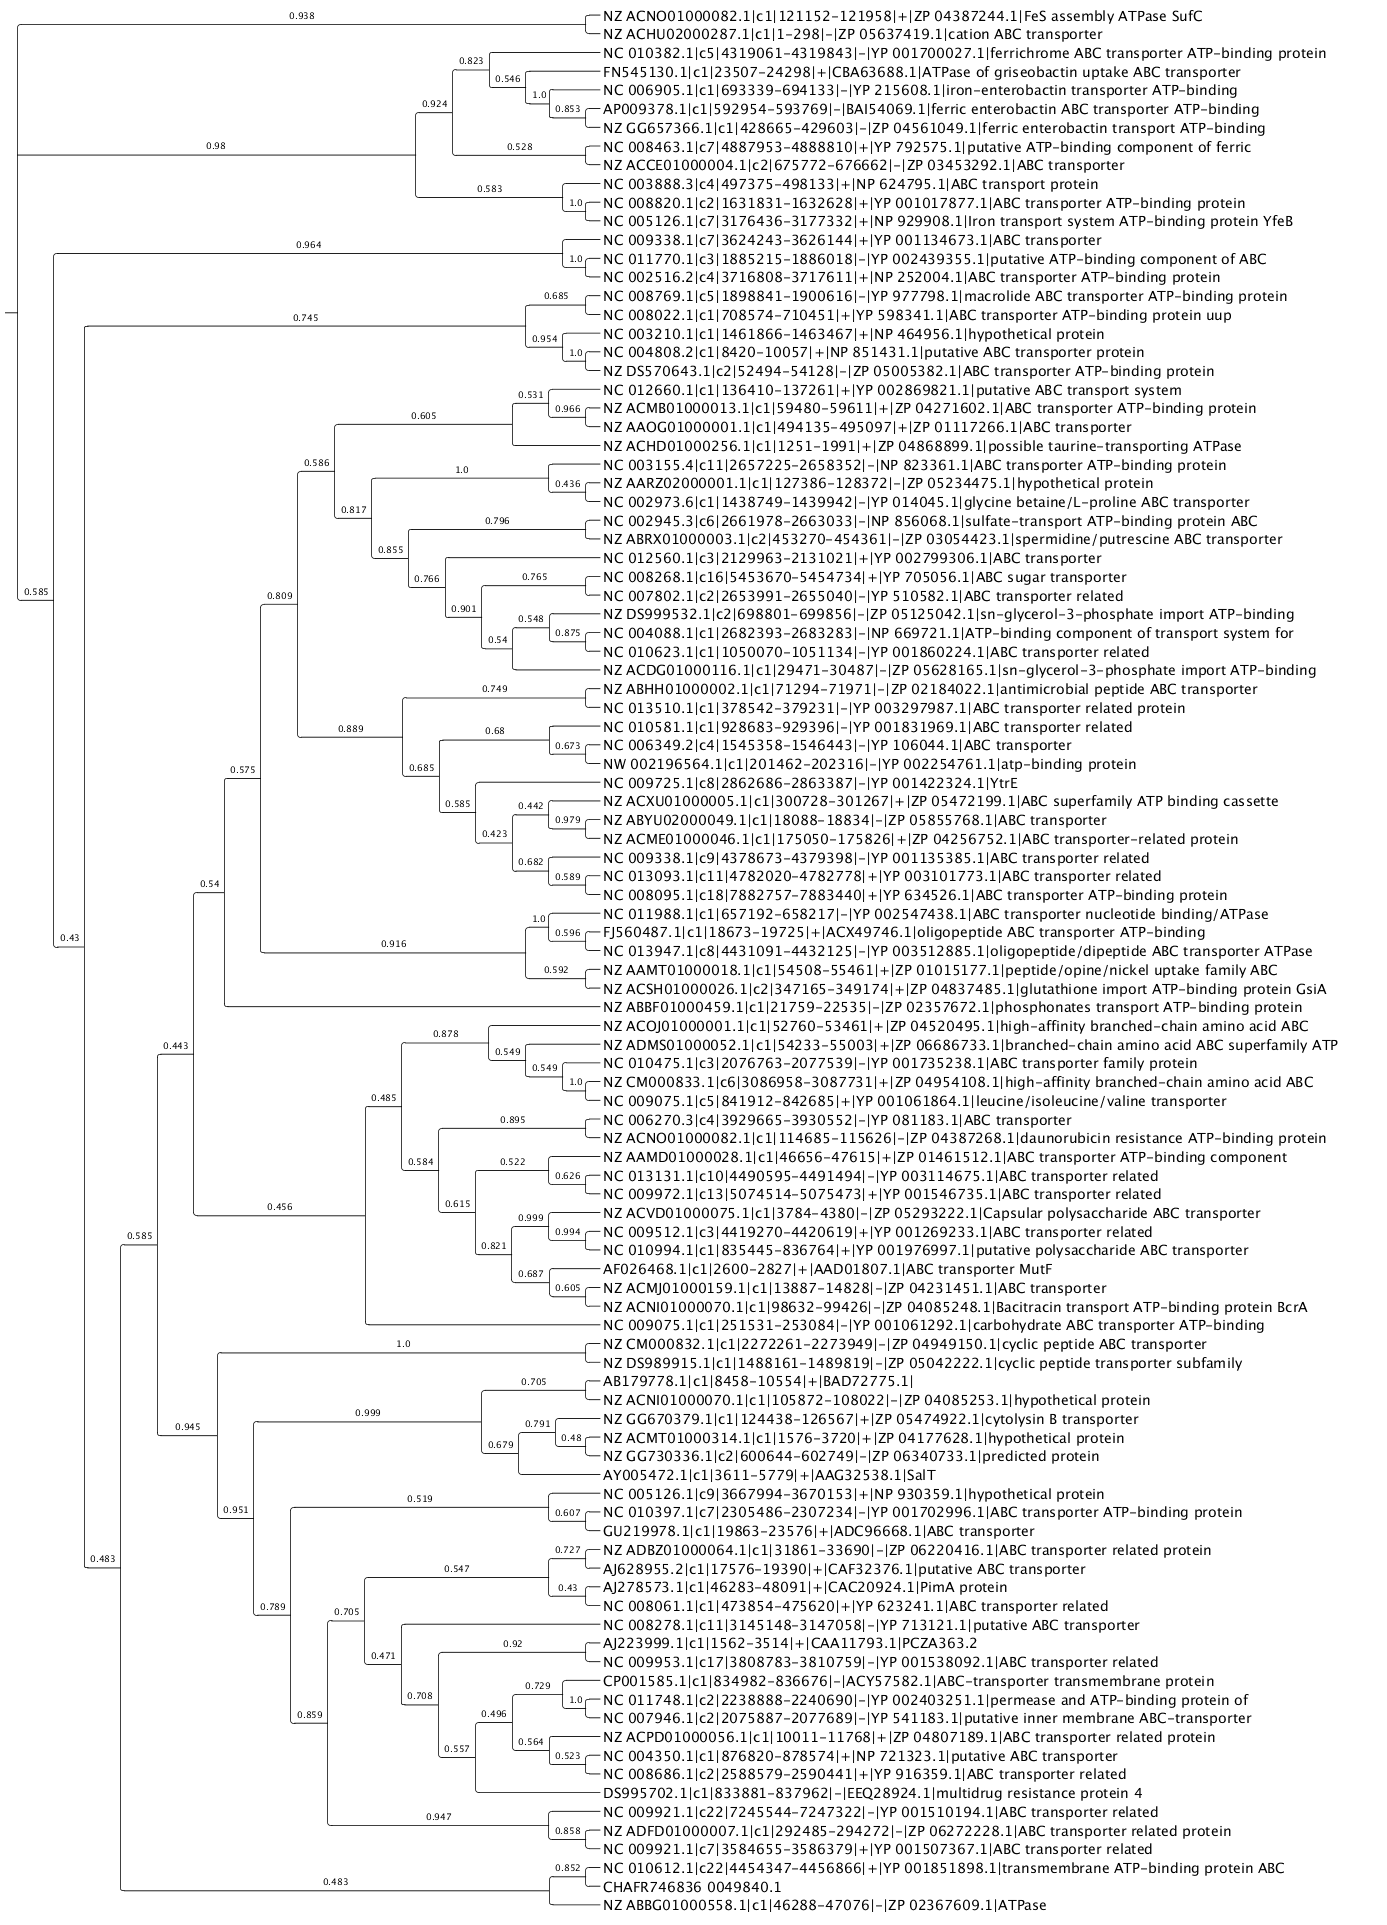 0.938
NZ ACNO01000082.1|c1|121152-121958|+|ZP 04387244.1|FeS assembly ATPase SufC
NZ ACHU02000287.1|c1|1-298|-|ZP 05637419.1|cation ABC transporter
NC 010382.1|c5|4319061-4319843|-|YP 001700027.1|ferrichrome ABC transporter ATP-binding protein
0.823
FN545130.1|c1|23507-24298|+|CBA63688.1|ATPase of griseobactin uptake ABC transporter
0.546
NC 006905.1|c1|693339-694133|-|YP 215608.1|iron-enterobactin transporter ATP-binding
1.0
0.924
AP009378.1|c1|592954-593769|-|BAI54069.1|ferric enterobactin ABC transporter ATP-binding
0.853
NZ GG657366.1|c1|428665-429603|-|ZP 04561049.1|ferric enterobactin transport ATP-binding
0.98
0.528
NC 008463.1|c7|4887953-4888810|+|YP 792575.1|putative ATP-binding component of ferric
NZ ACCE01000004.1|c2|675772-676662|-|ZP 03453292.1|ABC transporter
NC 003888.3|c4|497375-498133|+|NP 624795.1|ABC transport protein
0.583
NC 008820.1|c2|1631831-1632628|+|YP 001017877.1|ABC transporter ATP-binding protein
1.0
NC 005126.1|c7|3176436-3177332|+|NP 929908.1|Iron transport system ATP-binding protein YfeB
0.964
NC 009338.1|c7|3624243-3626144|+|YP 001134673.1|ABC transporter
1.0
NC 011770.1|c3|1885215-1886018|-|YP 002439355.1|putative ATP-binding component of ABC
NC 002516.2|c4|3716808-3717611|+|NP 252004.1|ABC transporter ATP-binding protein
0.685
NC 008769.1|c5|1898841-1900616|-|YP 977798.1|macrolide ABC transporter ATP-binding protein
NC 008022.1|c1|708574-710451|+|YP 598341.1|ABC transporter ATP-binding protein uup
0.745
0.954
NC 003210.1|c1|1461866-1463467|+|NP 464956.1|hypothetical protein
1.0
NC 004808.2|c1|8420-10057|+|NP 851431.1|putative ABC transporter protein
NZ DS570643.1|c2|52494-54128|-|ZP 05005382.1|ABC transporter ATP-binding protein
0.531
NC 012660.1|c1|136410-137261|+|YP 002869821.1|putative ABC transport system
0.605
0.966
NZ ACMB01000013.1|c1|59480-59611|+|ZP 04271602.1|ABC transporter ATP-binding protein
NZ AAOG01000001.1|c1|494135-495097|+|ZP 01117266.1|ABC transporter
NZ ACHD01000256.1|c1|1251-1991|+|ZP 04868899.1|possible taurine-transporting ATPase
0.586
1.0
NC 003155.4|c11|2657225-2658352|-|NP 823361.1|ABC transporter ATP-binding protein
0.436
NZ AARZ02000001.1|c1|127386-128372|-|ZP 05234475.1|hypothetical protein
NC 002973.6|c1|1438749-1439942|-|YP 014045.1|glycine betaine/L-proline ABC transporter
0.817
0.796
NC 002945.3|c6|2661978-2663033|-|NP 856068.1|sulfate-transport ATP-binding protein ABC
NZ ABRX01000003.1|c2|453270-454361|-|ZP 03054423.1|spermidine/putrescine ABC transporter
0.855
NC 012560.1|c3|2129963-2131021|+|YP 002799306.1|ABC transporter
0.766
0.765
NC 008268.1|c16|5453670-5454734|+|YP 705056.1|ABC sugar transporter
NC 007802.1|c2|2653991-2655040|-|YP 510582.1|ABC transporter related
0.585
0.809
0.901
0.548
NZ DS999532.1|c2|698801-699856|-|ZP 05125042.1|sn-glycerol-3-phosphate import ATP-binding
0.54
0.875
NC 004088.1|c1|2682393-2683283|-|NP 669721.1|ATP-binding component of transport system for
NC 010623.1|c1|1050070-1051134|-|YP 001860224.1|ABC transporter related
NZ ACDG01000116.1|c1|29471-30487|-|ZP 05628165.1|sn-glycerol-3-phosphate import ATP-binding
0.749
NZ ABHH01000002.1|c1|71294-71971|-|ZP 02184022.1|antimicrobial peptide ABC transporter
NC 013510.1|c1|378542-379231|-|YP 003297987.1|ABC transporter related protein
0.889
0.68
NC 010581.1|c1|928683-929396|-|YP 001831969.1|ABC transporter related
0.673
NC 006349.2|c4|1545358-1546443|-|YP 106044.1|ABC transporter
NW 002196564.1|c1|201462-202316|-|YP 002254761.1|atp-binding protein
0.685
0.575
NC 009725.1|c8|2862686-2863387|-|YP 001422324.1|YtrE
0.585
0.442
NZ ACXU01000005.1|c1|300728-301267|+|ZP 05472199.1|ABC superfamily ATP binding cassette
0.979
NZ ABYU02000049.1|c1|18088-18834|-|ZP 05855768.1|ABC transporter
0.423
NZ ACME01000046.1|c1|175050-175826|+|ZP 04256752.1|ABC transporter-related protein
0.682
NC 009338.1|c9|4378673-4379398|-|YP 001135385.1|ABC transporter related
0.589
NC 013093.1|c11|4782020-4782778|+|YP 003101773.1|ABC transporter related
0.54
NC 008095.1|c18|7882757-7883440|+|YP 634526.1|ABC transporter ATP-binding protein
1.0
NC 011988.1|c1|657192-658217|-|YP 002547438.1|ABC transporter nucleotide binding/ATPase
0.596
FJ560487.1|c1|18673-19725|+|ACX49746.1|oligopeptide ABC transporter ATP-binding
0.43
0.916
NC 013947.1|c8|4431091-4432125|-|YP 003512885.1|oligopeptide/dipeptide ABC transporter ATPase
0.592
NZ AAMT01000018.1|c1|54508-55461|+|ZP 01015177.1|peptide/opine/nickel uptake family ABC
NZ ACSH01000026.1|c2|347165-349174|+|ZP 04837485.1|glutathione import ATP-binding protein GsiA
NZ ABBF01000459.1|c1|21759-22535|-|ZP 02357672.1|phosphonates transport ATP-binding protein
0.878
NZ ACOJ01000001.1|c1|52760-53461|+|ZP 04520495.1|high-affinity branched-chain amino acid ABC
0.443
0.549
NZ ADMS01000052.1|c1|54233-55003|+|ZP 06686733.1|branched-chain amino acid ABC superfamily ATP
0.549
NC 010475.1|c3|2076763-2077539|-|YP 001735238.1|ABC transporter family protein
1.0
NZ CM000833.1|c6|3086958-3087731|+|ZP 04954108.1|high-affinity branched-chain amino acid ABC
0.485
NC 009075.1|c5|841912-842685|+|YP 001061864.1|leucine/isoleucine/valine transporter
0.895
NC 006270.3|c4|3929665-3930552|-|YP 081183.1|ABC transporter
NZ ACNO01000082.1|c1|114685-115626|-|ZP 04387268.1|daunorubicin resistance ATP-binding protein
0.584
0.522
NZ AAMD01000028.1|c1|46656-47615|+|ZP 01461512.1|ABC transporter ATP-binding component
0.626
NC 013131.1|c10|4490595-4491494|-|YP 003114675.1|ABC transporter related
NC 009972.1|c13|5074514-5075473|+|YP 001546735.1|ABC transporter related
0.456
0.615
0.999
NZ ACVD01000075.1|c1|3784-4380|-|ZP 05293222.1|Capsular polysaccharide ABC transporter
0.585
0.994
NC 009512.1|c3|4419270-4420619|+|YP 001269233.1|ABC transporter related
0.821
NC 010994.1|c1|835445-836764|+|YP 001976997.1|putative polysaccharide ABC transporter
0.687
AF026468.1|c1|2600-2827|+|AAD01807.1|ABC transporter MutF
0.605
NZ ACMJ01000159.1|c1|13887-14828|-|ZP 04231451.1|ABC transporter
NZ ACNI01000070.1|c1|98632-99426|-|ZP 04085248.1|Bacitracin transport ATP-binding protein BcrA
NC 009075.1|c1|251531-253084|-|YP 001061292.1|carbohydrate ABC transporter ATP-binding
1.0
NZ CM000832.1|c1|2272261-2273949|-|ZP 04949150.1|cyclic peptide ABC transporter
NZ DS989915.1|c1|1488161-1489819|-|ZP 05042222.1|cyclic peptide transporter subfamily
0.705
AB179778.1|c1|8458-10554|+|BAD72775.1|
NZ ACNI01000070.1|c1|105872-108022|-|ZP 04085253.1|hypothetical protein
0.945
0.999
0.791
NZ GG670379.1|c1|124438-126567|+|ZP 05474922.1|cytolysin B transporter
0.48
NZ ACMT01000314.1|c1|1576-3720|+|ZP 04177628.1|hypothetical protein
0.679
NZ GG730336.1|c2|600644-602749|-|ZP 06340733.1|predicted protein
AY005472.1|c1|3611-5779|+|AAG32538.1|SalT
NC 005126.1|c9|3667994-3670153|+|NP 930359.1|hypothetical protein
0.951
0.519
0.607
NC 010397.1|c7|2305486-2307234|-|YP 001702996.1|ABC transporter ATP-binding protein
GU219978.1|c1|19863-23576|+|ADC96668.1|ABC transporter
0.483
0.727
NZ ADBZ01000064.1|c1|31861-33690|-|ZP 06220416.1|ABC transporter related protein
0.547
AJ628955.2|c1|17576-19390|+|CAF32376.1|putative ABC transporter
0.43
AJ278573.1|c1|46283-48091|+|CAC20924.1|PimA protein
NC 008061.1|c1|473854-475620|+|YP 623241.1|ABC transporter related
0.789
0.705
NC 008278.1|c11|3145148-3147058|-|YP 713121.1|putative ABC transporter
0.92
AJ223999.1|c1|1562-3514|+|CAA11793.1|PCZA363.2
0.471
NC 009953.1|c17|3808783-3810759|-|YP 001538092.1|ABC transporter related
0.729
CP001585.1|c1|834982-836676|-|ACY57582.1|ABC-transporter transmembrane protein
0.708
1.0
NC 011748.1|c2|2238888-2240690|-|YP 002403251.1|permease and ATP-binding protein of
0.859
0.496
NC 007946.1|c2|2075887-2077689|-|YP 541183.1|putative inner membrane ABC-transporter
0.564
NZ ACPD01000056.1|c1|10011-11768|+|ZP 04807189.1|ABC transporter related protein
0.557
0.523
NC 004350.1|c1|876820-878574|+|NP 721323.1|putative ABC transporter
NC 008686.1|c2|2588579-2590441|+|YP 916359.1|ABC transporter related
DS995702.1|c1|833881-837962|-|EEQ28924.1|multidrug resistance protein 4
0.947
NC 009921.1|c22|7245544-7247322|-|YP 001510194.1|ABC transporter related
0.858
NZ ADFD01000007.1|c1|292485-294272|-|ZP 06272228.1|ABC transporter related protein
NC 009921.1|c7|3584655-3586379|+|YP 001507367.1|ABC transporter related
0.852
NC 010612.1|c22|4454347-4456866|+|YP 001851898.1|transmembrane ATP-binding protein ABC
0.483
CHAFR746836 0049840.1
NZ ABBG01000558.1|c1|46288-47076|-|ZP 02367609.1|ATPase